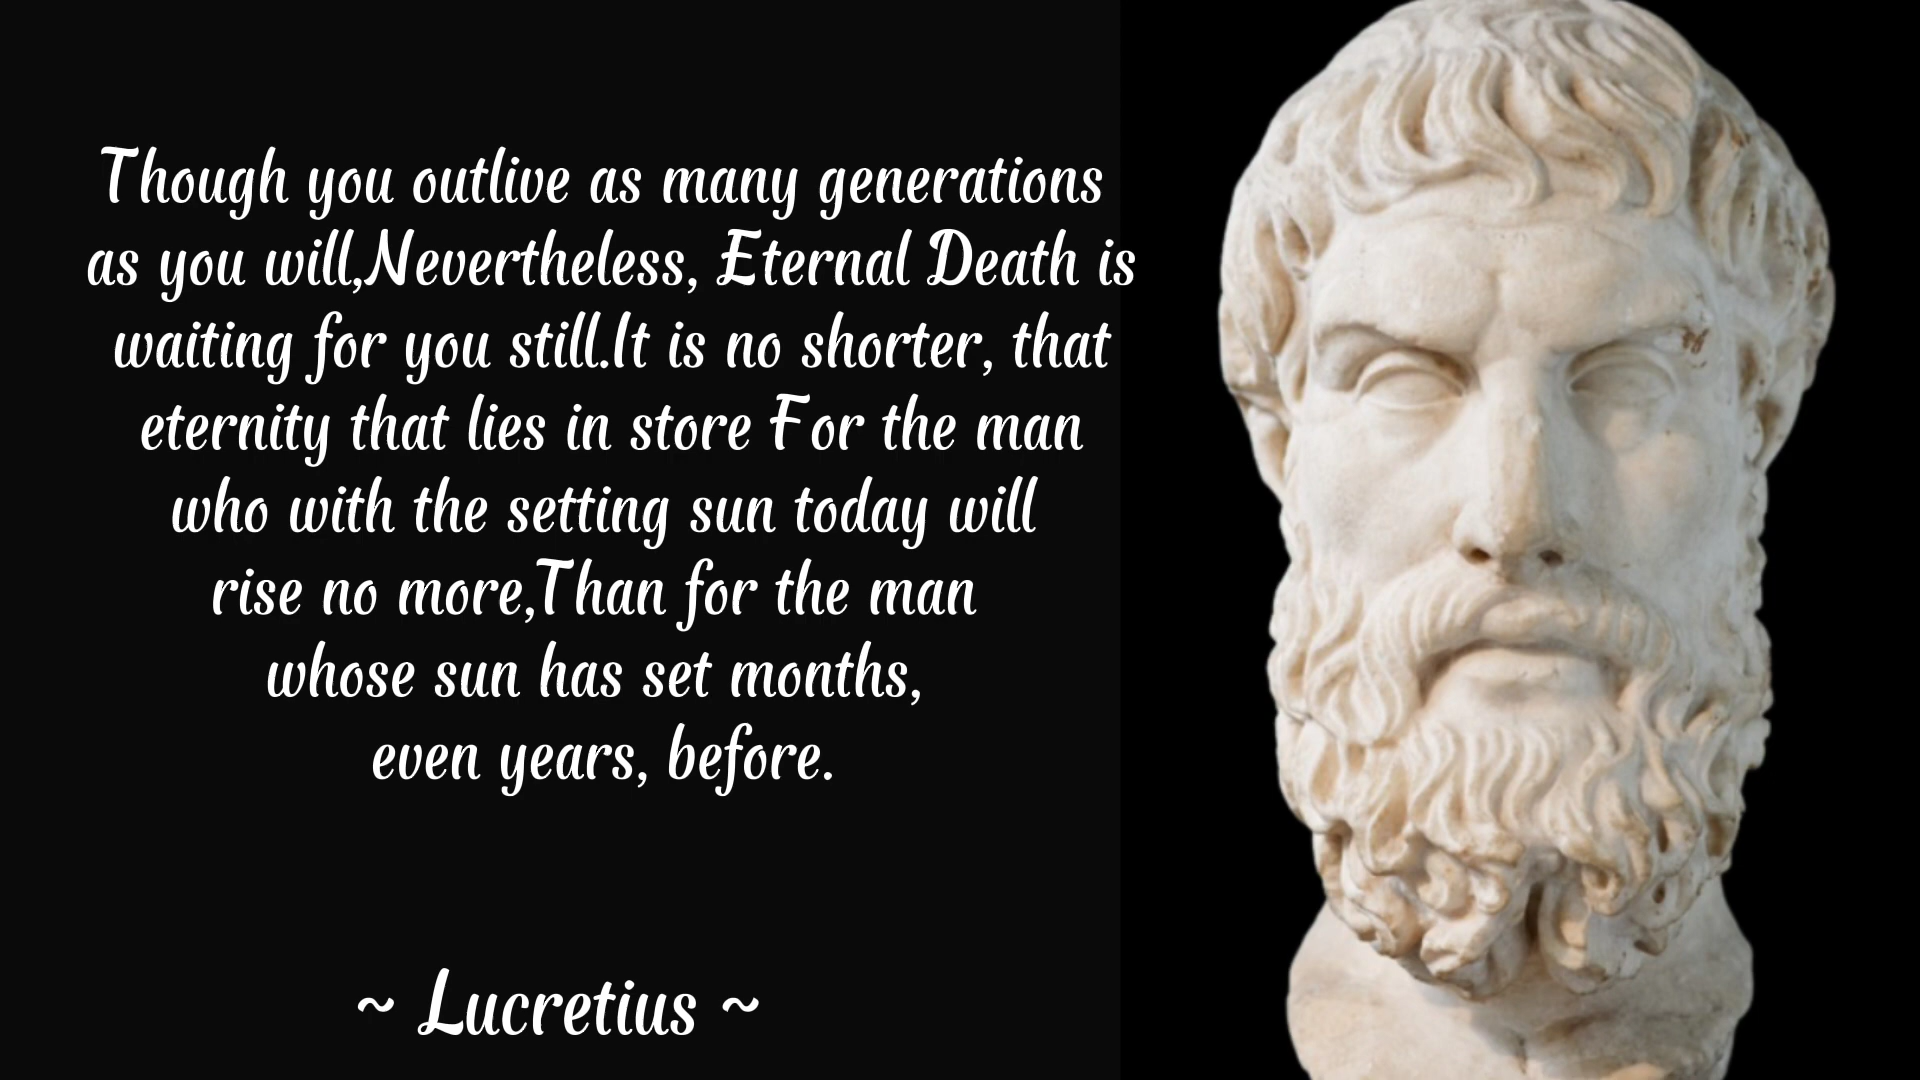 Though you outlive as many generations
as you will,Nevertheless, Eternal Death is
waiting for you still.It is no shorter, that
eternity that lies in store For the man
who with the setting sun today will
rise no more,Than for the man
whose sun has set months,
even years, before.
~ Lucretius ~